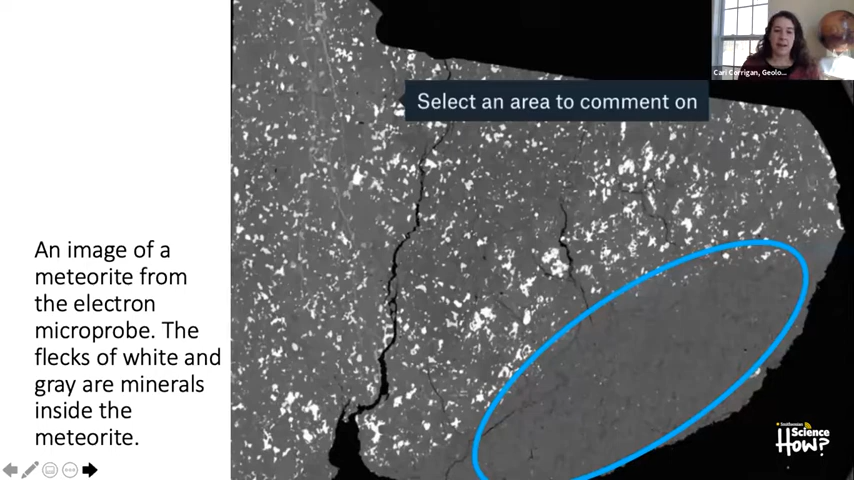 Cari Corrigan, Geolo...
Select an area to comment on
An image of a
meteorite from
the electron
microprobe. The
flecks of white and
gray are minerals
inside the
meteorite.
Smithsonian
Science
HOW?